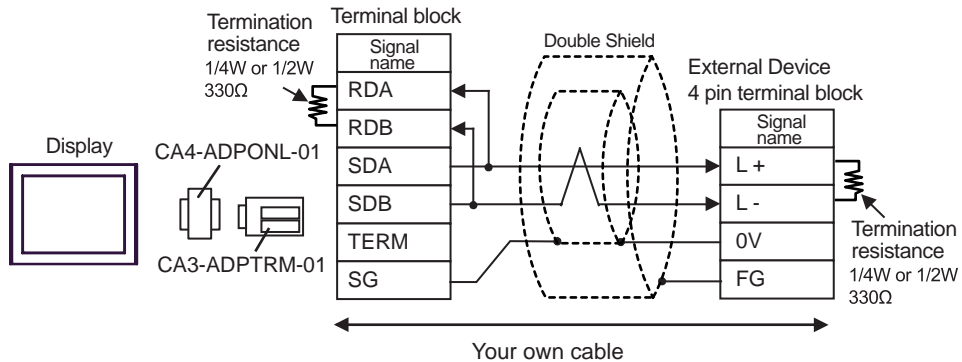 Termination
resistance
1/4W or 1/2W
330Ω
Terminal block
Signal
name
RDA
RDB
SDA
SDB
TERM
SG
Double Shield
External Device
4 pin terminal block
Signal
name
L +
L -
0V
FG
Display
CA4-ADPONL-01
CA3-ADPTRM-01
Termination
resistance
1/4W or 1/2W
330Ω
Your own cable